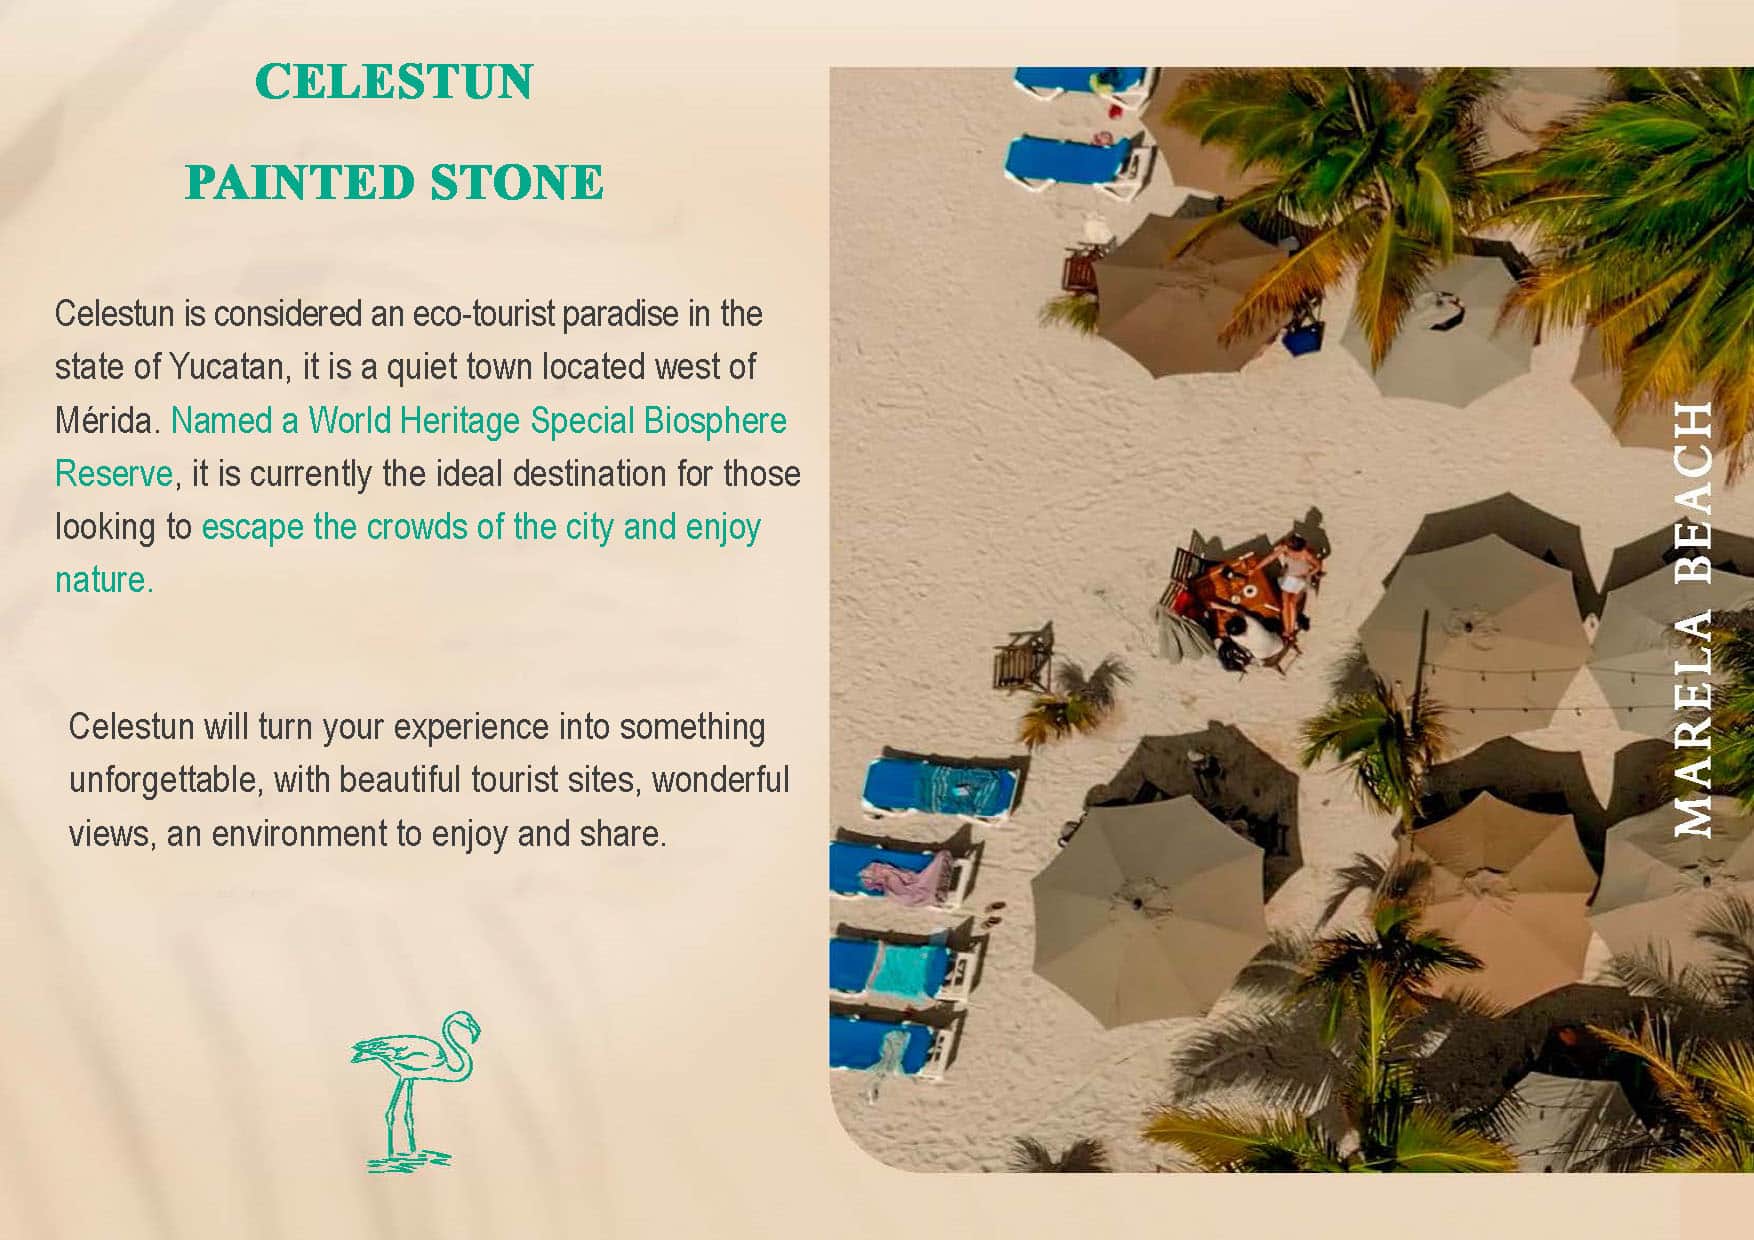 CELESTUN
PAINTED STONE
Celestun is considered an eco-tourist paradise in the
state of Yucatan, it is a quiet town located west of
Mérida. Named a World Heritage Special Biosphere
Reserve, it is currently the ideal destination for those
looking to escape the crowds of the city and enjoy
nature.
Celestun will turn your experience into something
unforgettable, with beautiful tourist sites, wonderful
views, an environment to enjoy and share.
MARELA BEACH